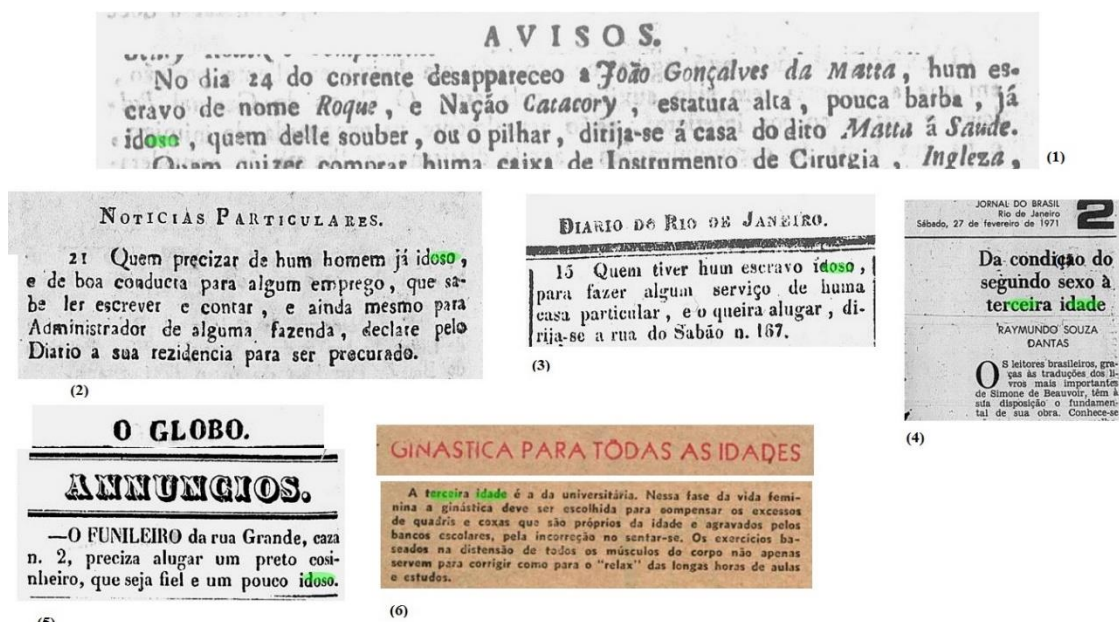 AVISOS.
No dia 24 do corrente desappareceo a João Gonçalves da Matta, hum es-
cravo de nome Roque, e Nação Catacory, estatura alta, pouca barba, já
idoso, quem delle souber, ou o pilhar, dirija-se á casa do dito Matta á Saude.
Quem quizer comprar huma caixa de Instrumento de Cirurgia, Ingleza,
(1)
NOTICIAS PARTICULARES.
21 Quem precizar de hum homem já idoso,
e de boa conducta para algum emprego, que sa-
be ler escrever e contar, e ainda mesmo para
Administrador de alguma fazenda, declare pelo
Diatio a sua rezidencia para ser precurado.
(2)
DIARIO DO RIO DE JANEIRO.
15 Quem tiver hum escravo idoso,
para fazer algum serviço de huma
casa particular, e o queira alugar, di-
rija-se a rua do Sabão n. 167.
(3)
JORNAL DO BRASIL 2
Rio de Janeiro
Sábado, 27 de fevereiro de 1971
Da condição do
segundo sexo à
terceira idade
RAYMUNDO SOUZA
DANTAS
OS leitores brasileiros, gra-
ças às traduções dos li-
vros mais importantes
de Simone de Beauvoir, têm à
sua disposição o fundamen-
tal de sua obra. Conhece-se
(4)
O GLOBO.
ANNUNCIOS.
—O FUNILEIRO da rua Grande, caza
n. 2, preciza alugar um preto cosi-
nheiro, que seja fiel e um pouco idoso.
(5)
GINASTICA PARA TÔDAS AS IDADES
A terceira idade é a da universitária. Nessa fase da vida femi-
nina a ginástica deve ser escolhida para compensar os excessos
de quadris e coxas que são próprios da idade e agravados pelos
bancos escolares, pela incorreção no sentar-se. Os exercícios ba-
seados na distensão de todos os músculos do corpo não apenas
servem para corrigir como para o "relax" das longas horas de aulas
e estudos.
(6)